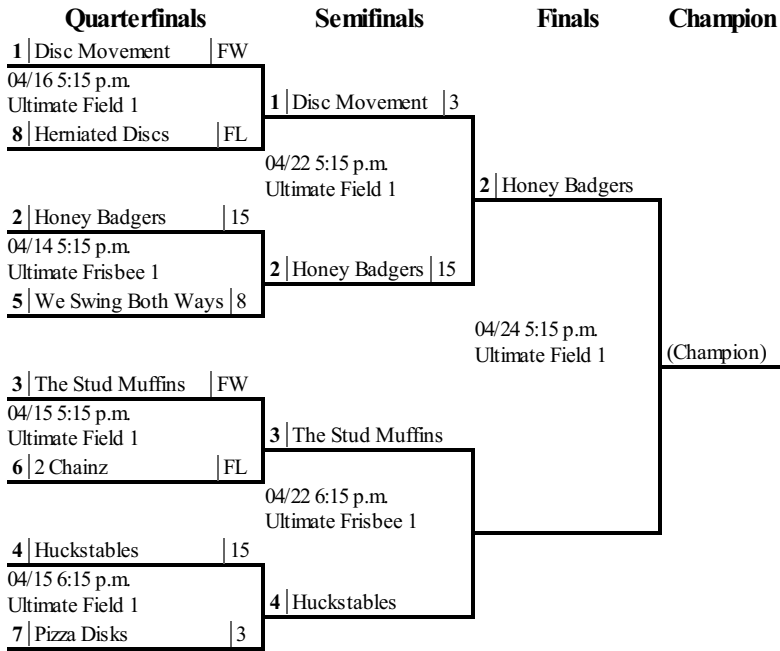 Quarterfinals Semifinals Finals Champion
1 Disc Movement FW
04/16 5:15 p.m.
Ultimate Field 1
8 Herniated Discs FL
1 Disc Movement 3
04/22 5:15 p.m.
Ultimate Field 1
2 Honey Badgers 15
04/14 5:15 p.m.
Ultimate Frisbee 1
5 We Swing Both Ways 8
2 Honey Badgers 15
2 Honey Badgers
04/24 5:15 p.m.
Ultimate Field 1
(Champion)
3 The Stud Muffins FW
04/15 5:15 p.m.
Ultimate Field 1
6 2 Chainz FL
3 The Stud Muffins
04/22 6:15 p.m.
Ultimate Frisbee 1
4 Huckstables 15
04/15 6:15 p.m.
Ultimate Field 1
7 Pizza Disks 3
4 Huckstables